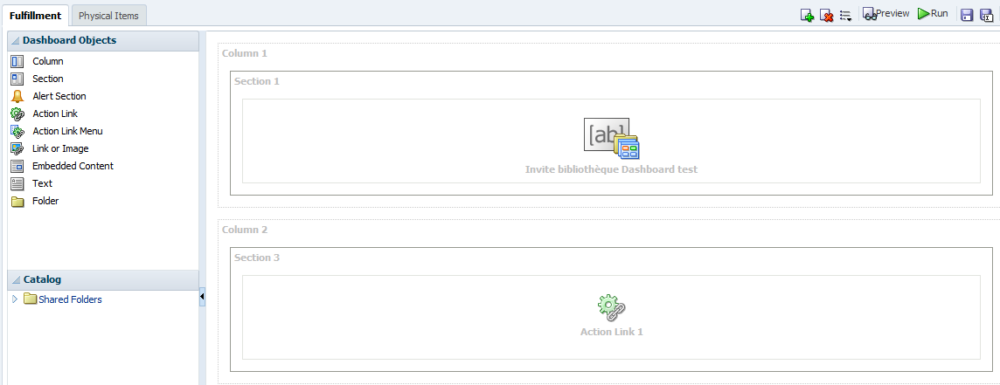 Fulfillment
Physical Items
Preview
Run
Dashboard Objects
Column
Section
Alert Section
Action Link
Action Link Menu
Link or Image
Embedded Content
Text
Folder
Catalog
Shared Folders
Column 1
Section 1
[ab]
Invite bibliothèque Dashboard test
Column 2
Section 3
Action Link 1